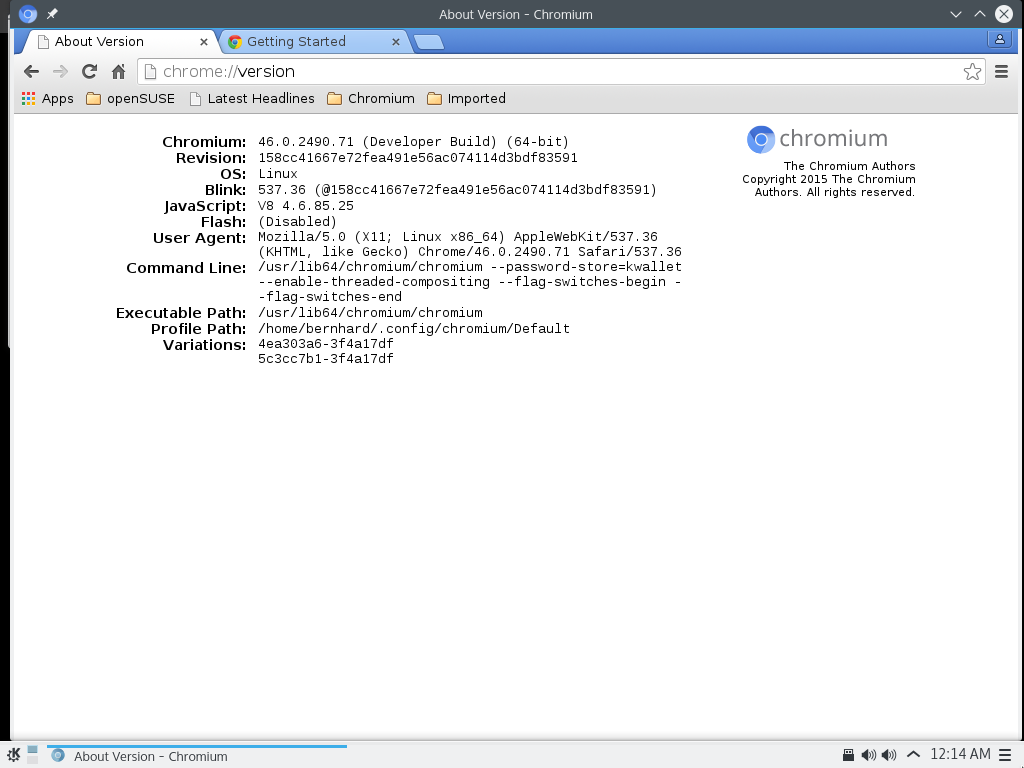 About Version – Chromium
About Version
Getting Started
chrome://version
Apps openSUSE Latest Headlines Chromium Imported
chromium
The Chromium Authors
Copyright 2015 The Chromium
Authors. All rights reserved.
Chromium: 46.0.2490.71 (Developer Build) (64-bit)
Revision: 158cc41667e72fea491e56ac074114d3bdf83591
OS: Linux
Blink: 537.36 (@158cc41667e72fea491e56ac074114d3bdf83591)
JavaScript: V8 4.6.85.25
Flash: (Disabled)
User Agent: Mozilla/5.0 (X11; Linux x86_64) AppleWebKit/537.36
(KHTML, like Gecko) Chrome/46.0.2490.71 Safari/537.36
Command Line: /usr/lib64/chromium/chromium --password-store=kwallet
--enable-threaded-compositing --flag-switches-begin -
-flag-switches-end
Executable Path: /usr/lib64/chromium/chromium
Profile Path: /home/bernhard/.config/chromium/Default
Variations: 4ea303a6-3f4a17df
5c3cc7b1-3f4a17df
About Version – Chromium
12:14 AM